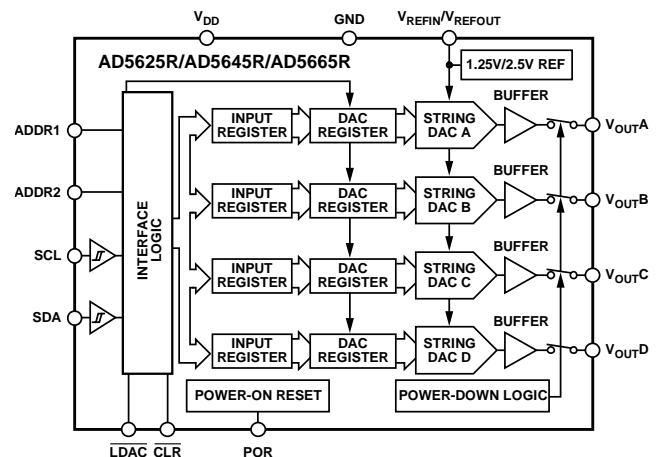 VDD
GND
VREFIN/VREFOUT
AD5625R/AD5645R/AD5665R
1.25V/2.5V REF
BUFFER
ADDR1
INPUT
REGISTER
DAC
REGISTER
STRING
DAC A
VOUTA
ADDR2
INTERFACE
LOGIC
BUFFER
INPUT
REGISTER
DAC
REGISTER
STRING
DAC B
VOUTB
SCL
BUFFER
INPUT
REGISTER
DAC
REGISTER
STRING
DAC C
VOUTC
SDA
BUFFER
INPUT
REGISTER
DAC
REGISTER
STRING
DAC D
VOUTD
POWER-ON RESET
POWER-DOWN LOGIC
LDAC
CLR
POR